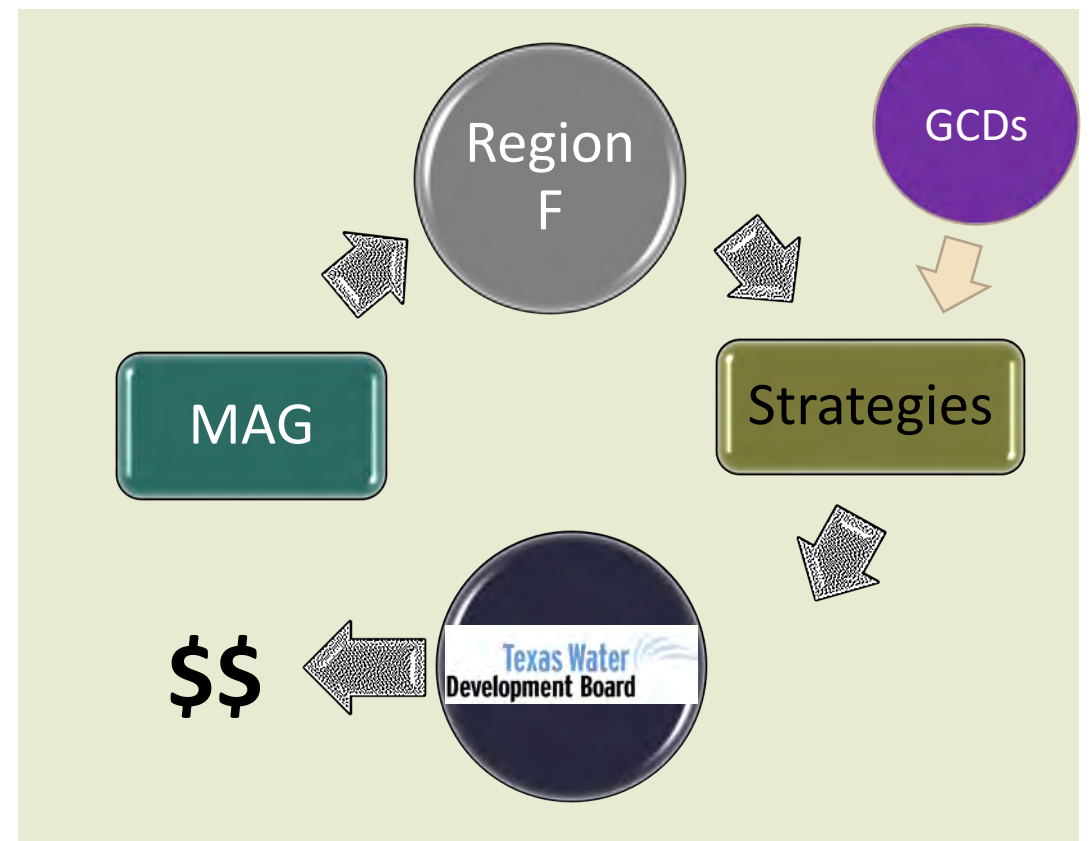 Region
F
GCDs
MAG
Strategies
Texas Water
Development Board
$$